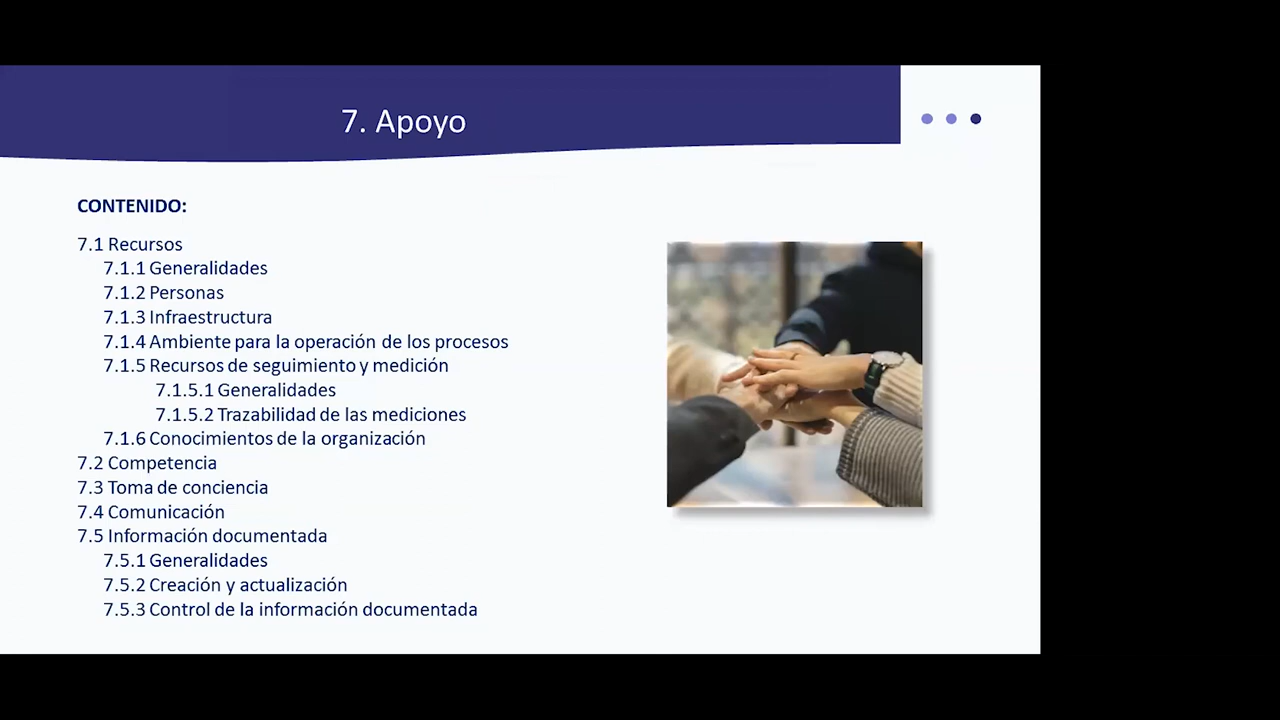 7. Apoyo
CONTENIDO:
7.1 Recursos
7.1.1 Generalidades
7.1.2 Personas
7.1.3 Infraestructura
7.1.4 Ambiente para la operación de los procesos
7.1.5 Recursos de seguimiento y medición
7.1.5.1 Generalidades
7.1.5.2 Trazabilidad de las mediciones
7.1.6 Conocimientos de la organización
7.2 Competencia
7.3 Toma de conciencia
7.4 Comunicación
7.5 Información documentada
7.5.1 Generalidades
7.5.2 Creación y actualización
7.5.3 Control de la información documentada